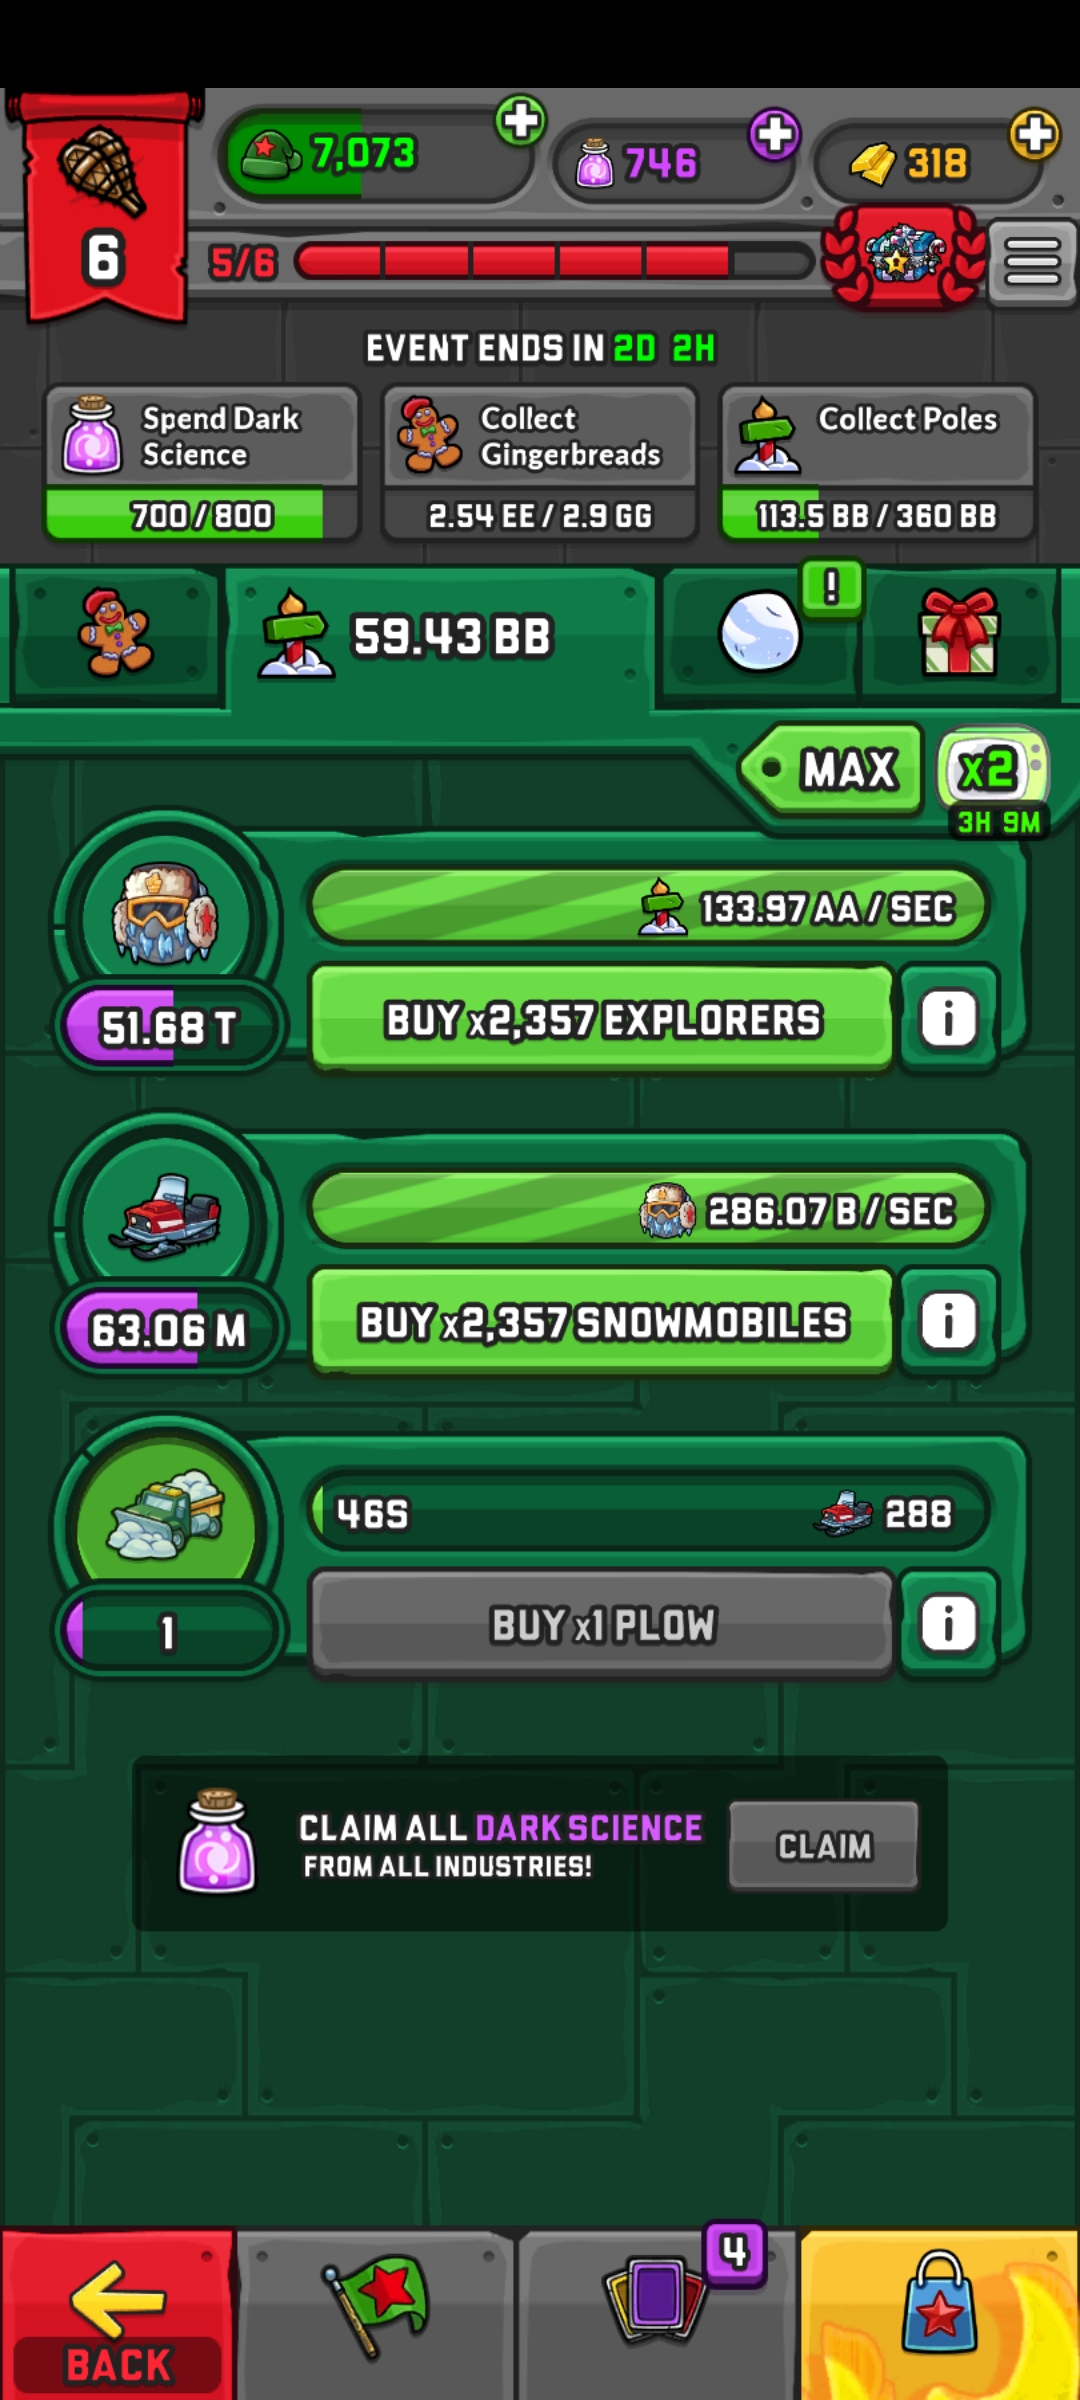 7,073
746
318
6
5/6
EVENT ENDS IN 2D 2H
Spend Dark
Science
700 / 800
Collect
Gingerbreads
2.54 EE / 2.9 GG
Collect Poles
113.5 BB / 360 BB
59.43 BB
!
MAX
x2
3H 9M
133.97 AA / SEC
51.68 T
BUY x2,357 EXPLORERS
i
286.07 B / SEC
63.06 M
BUY x2,357 SNOWMOBILES
i
46S
288
1
BUY x1 PLOW
i
CLAIM ALL DARK SCIENCE
FROM ALL INDUSTRIES!
CLAIM
4
BACK